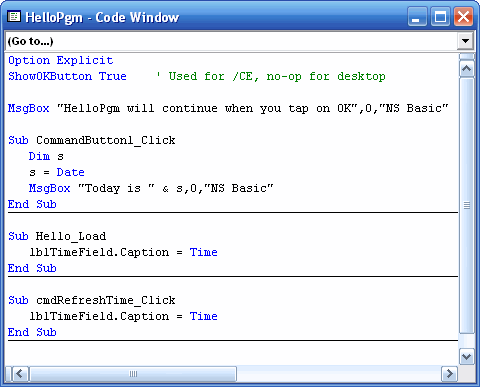 HelloPgm - Code Window
(Go to...)
Option Explicit
ShowOKButton True    ' Used for /CE, no-op for desktop
MsgBox "HelloPgm will continue when you tap on OK",0,"NS Basic"
Sub CommandButton1_Click
   Dim s
   s = Date
   MsgBox "Today is " & s,0,"NS Basic"
End Sub
Sub Hello_Load
   lblTimeField.Caption = Time
End Sub
Sub cmdRefreshTime_Click
   lblTimeField.Caption = Time
End Sub